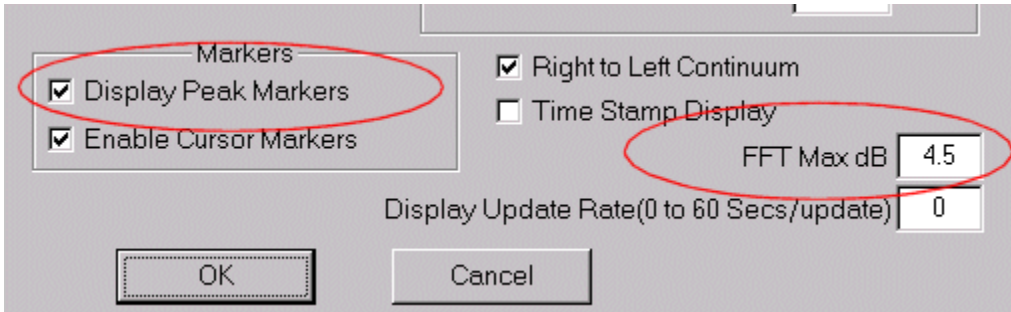 Markers
Display Peak Markers
Enable Cursor Markers
Right to Left Continuum
Time Stamp Display
FFT Max dB 4.5
Display Update Rate(0 to 60 Secs/update) 0
OK
Cancel